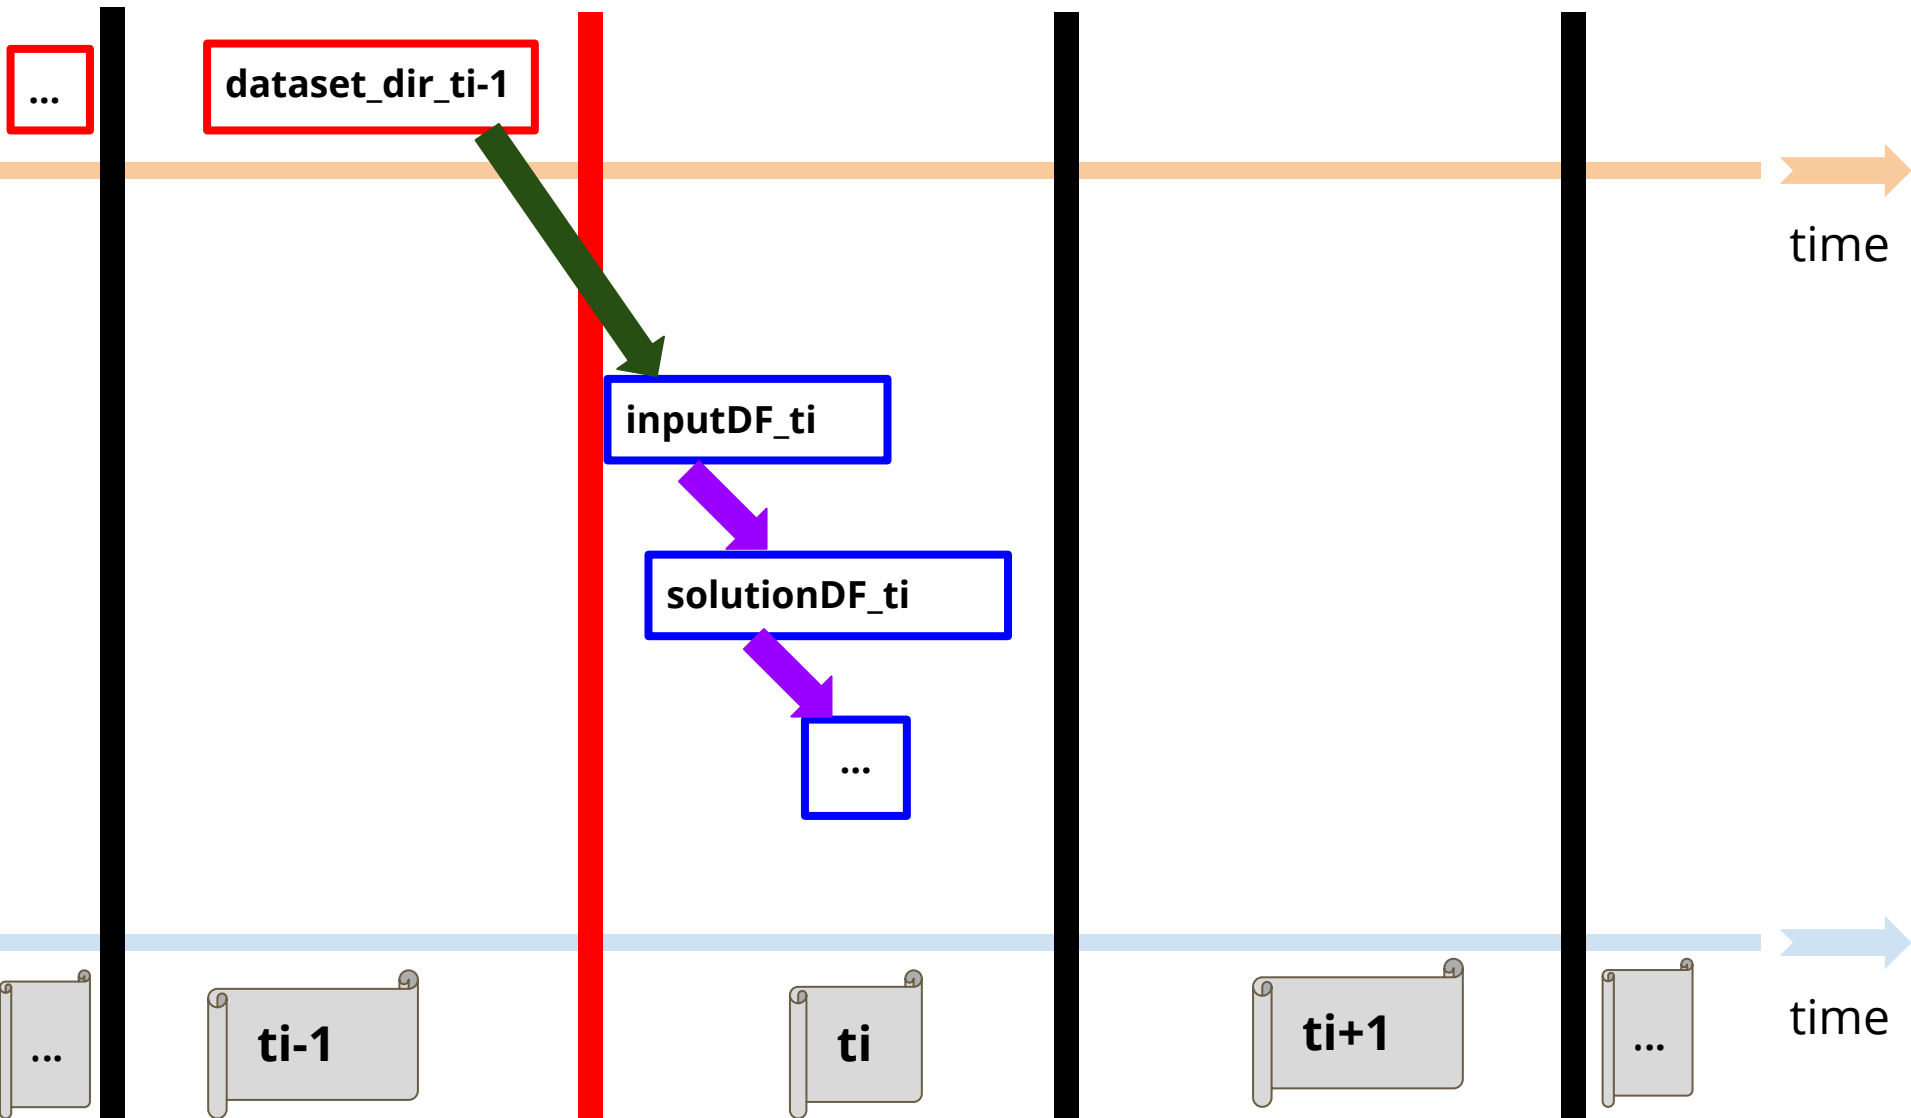 ...
dataset_dir_ti-1
time
inputDF_ti
solutionDF_ti
...
...
ti-1
ti
ti+1
...
time